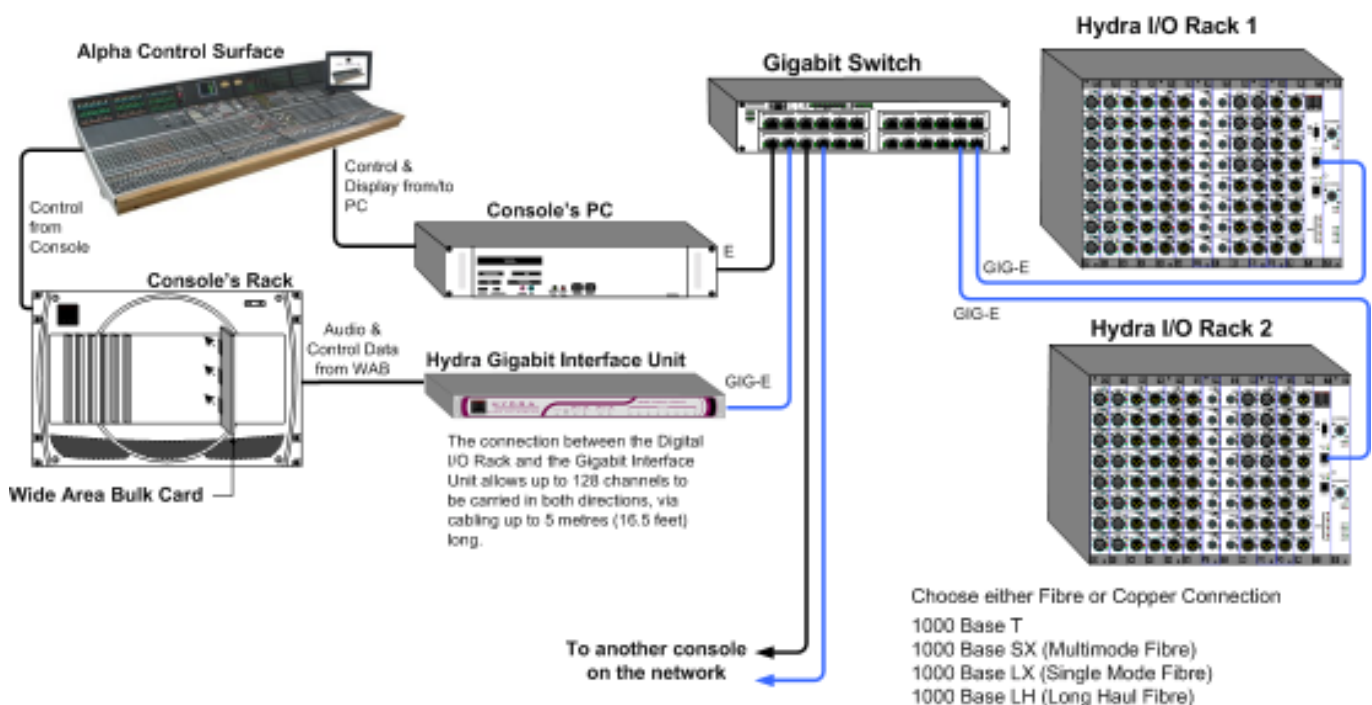 Hydra I/O Rack 1
Alpha Control Surface
Gigabit Switch
Control &
Display from/to
PC
Control
from
Console
Console's PC
E
GIG-E
Console's Rack
GIG-E
Audio &
Control Data
from WAB
Hydra Gigabit Interface Unit
Hydra I/O Rack 2
GIG-E
HYDRA
The connection between the Digital
I/O Rack and the Gigabit Interface
Unit allows up to 128 channels to
be carried in both directions, via
cabling up to 5 metres (16.5 feet)
long.
Wide Area Bulk Card
Choose either Fibre or Copper Connection
1000 Base T
1000 Base SX (Multimode Fibre)
1000 Base LX (Single Mode Fibre)
1000 Base LH (Long Haul Fibre)
To another console
on the network